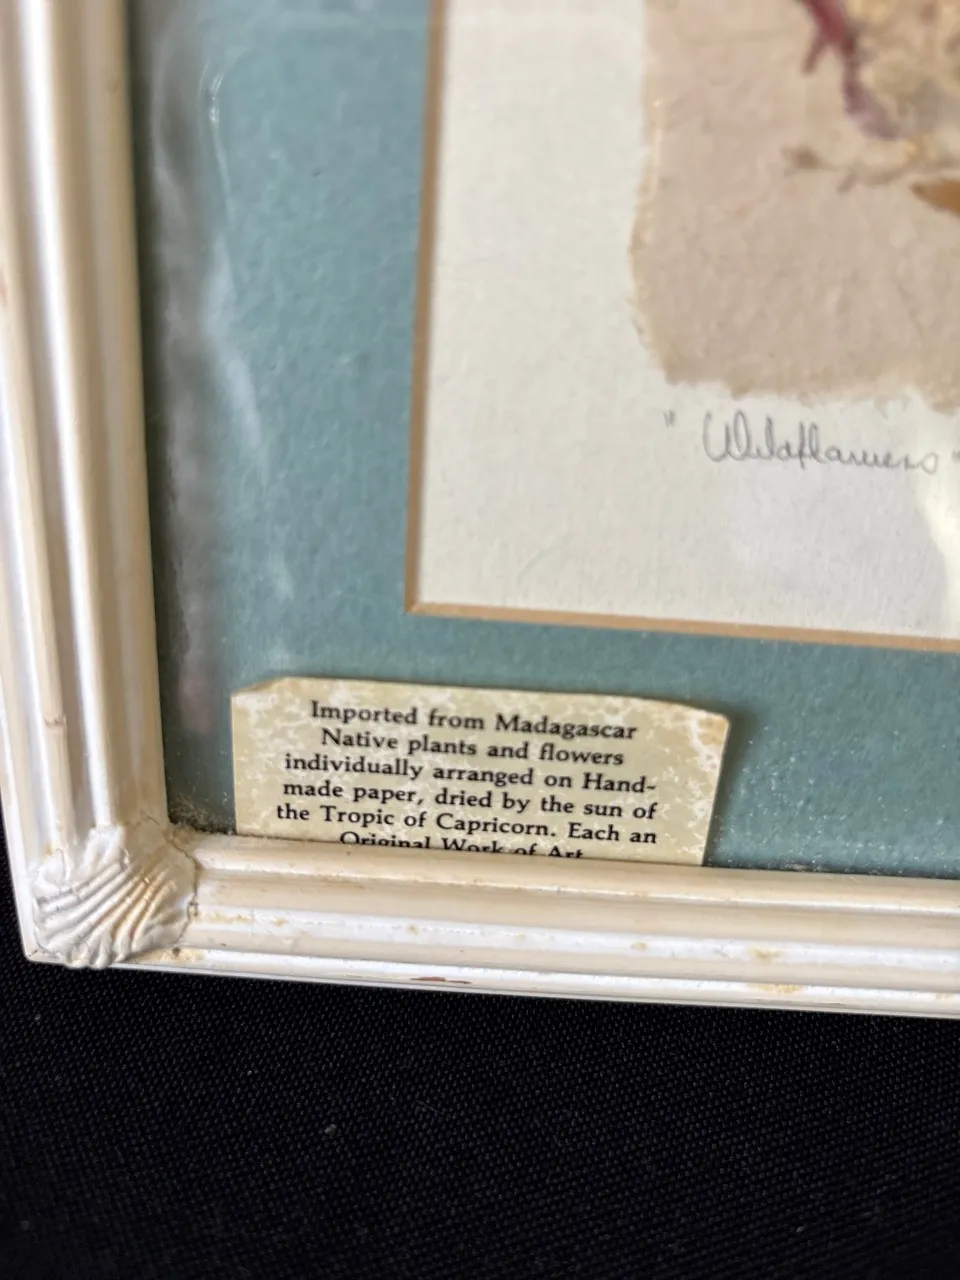 "Wildflowers"
Imported from Madagascar
Native plants and flowers
individually arranged on Hand-
made paper, dried by the sun of
the Tropic of Capricorn. Each an
Original Work of Art